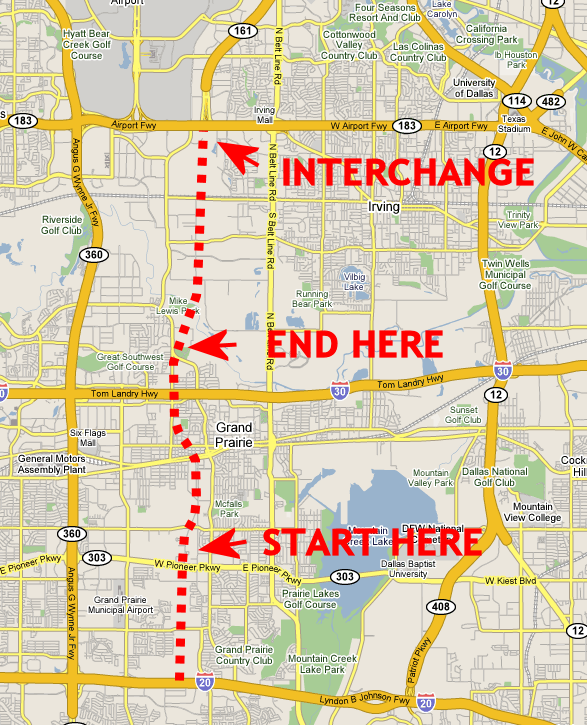 Airport
Hyatt Bear
Creek Golf
Course
161
N Belt Line Rd
Four Seasons
Resort And Club
Cottonwood
Valley
Country
Club
Las Colinas
Country Club
Lake
Carolyn
California
Crossing Park
12
Ib Houston
Park
University
of Dallas
114
482
Texas
Stadium
E John W Ca
183
Airport Fwy
Irving
Mall
W Airport Fwy
183
E Airport Fwy
12
INTERCHANGE
Angus G Wynne Jr Fwy
N Belt Line Rd
S Belt Line Rd
Irving
Trinity
View Park
Riverside
Golf Club
360
Twin Wells
Municipal
Golf Course
Vilbig
Lake
Running
Bear Park
Mike
Lewis Park
N Belt Line Rd
END HERE
Great Southwest
Golf Course
30
Tom Landry Hwy
30
Tom Landry Hwy
12
Sunset
Golf Club
Six Flags
Mall
Grand
Prairie
General Motors
Assembly Plant
Mountain
Valley Park
Dallas National
Golf Club
Cock
Hil
Mountain
View College
Mcfalls
Park
START HERE
Mountain
Creek Lake
DFW National
360
303
E Pioneer Pkwy
W Pioneer Pkwy
E Pioneer Pkwy
303
Dallas Baptist
University
W Kiest Blvd
Angus G Wynne Jr Fwy
Grand Prairie
Municipal Airport
Prairie Lakes
Golf Course
408
12
Patriot Pkwy
Grand Prairie
Country Club
Mountain Creek
Lake Park
20
Lyndon B Johnson Fwy
20